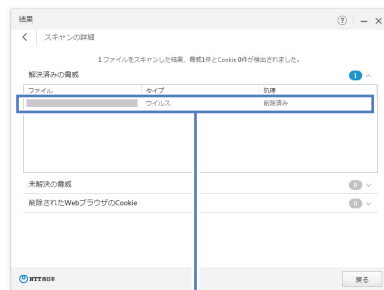 結果
スキャンの詳細
1 ファイルをスキャンした結果、脅威1件とCookie 0件が検出されました。
解決済みの脅威 1
ファイル タイプ 処理
ウイルス 削除済み
未解決の脅威 0
削除されたWebブラウザのCookie 0
NTT西日本 戻る